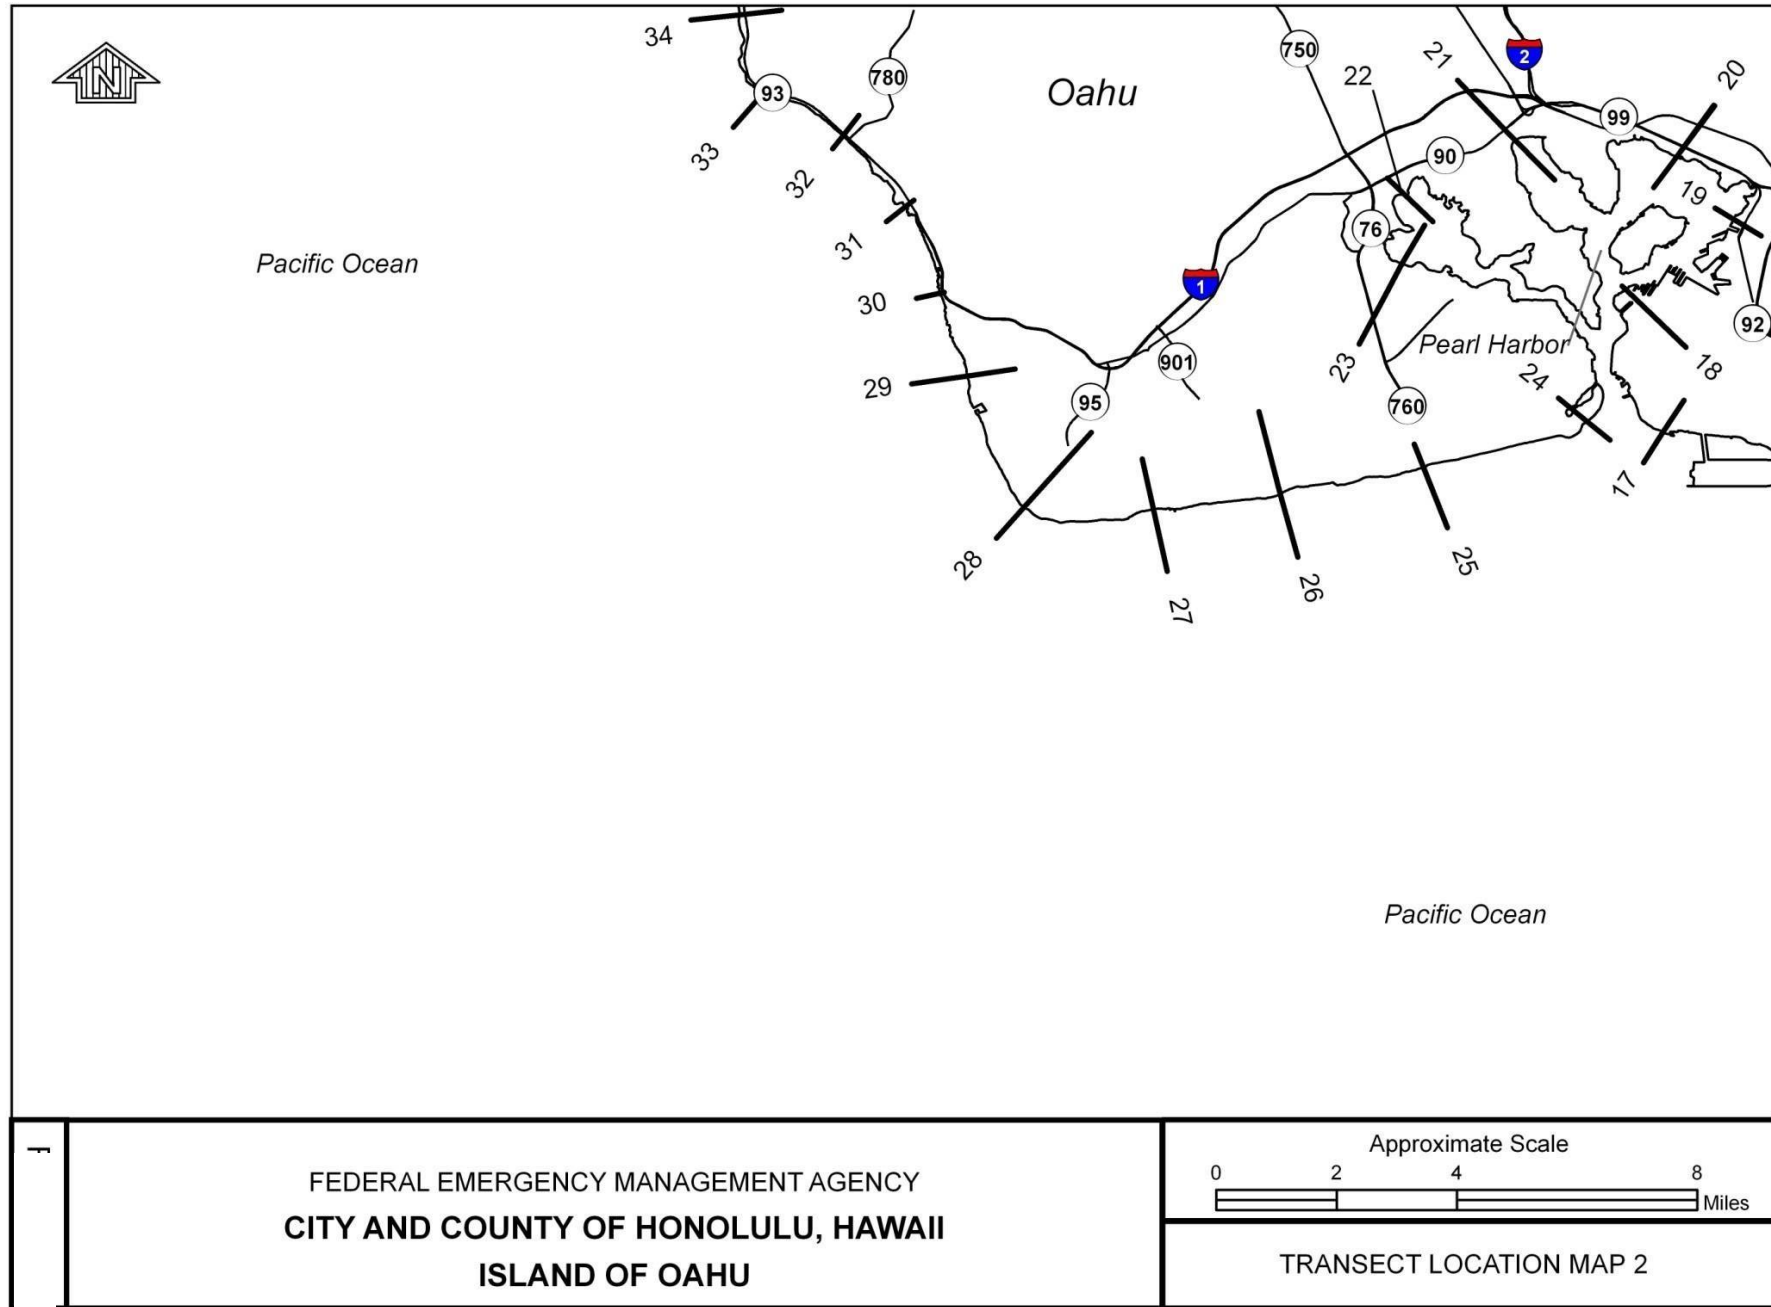 N
34
93
780
Oahu
750
22
21
2
20
99
90
33
32
19
76
31
Pacific Ocean
30
1
92
Pearl Harbor
23
901
18
24
29
95
760
17
28
27
26
25
Pacific Ocean
F
FEDERAL EMERGENCY MANAGEMENT AGENCY
CITY AND COUNTY OF HONOLULU, HAWAII
ISLAND OF OAHU
Approximate Scale
0 2 4 8
Miles
TRANSECT LOCATION MAP 2